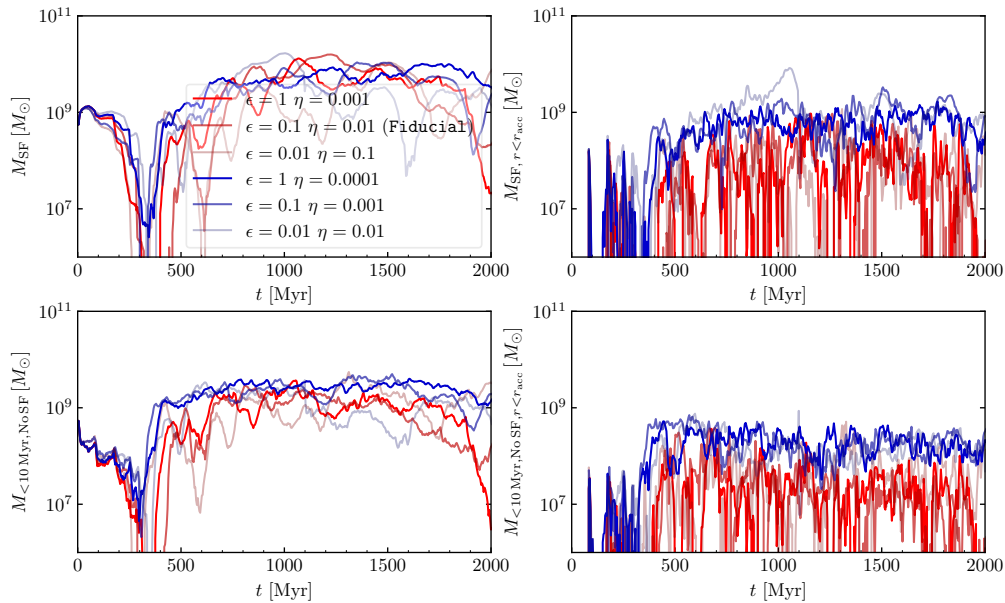 10^11
10^9
10^7
M_SF [M_⊙]
0 500 1000 1500 2000
t [Myr]
ϵ = 1 η = 0.001
ϵ = 0.1 η = 0.01 (Fiducial)
ϵ = 0.01 η = 0.1
ϵ = 1 η = 0.0001
ϵ = 0.1 η = 0.001
ϵ = 0.01 η = 0.01
10^11
10^9
10^7
M_SF, r<r_acc [M_⊙]
0 500 1000 1500 2000
t [Myr]
10^11
10^9
10^7
M_<10 Myr,No SF [M_⊙]
0 500 1000 1500 2000
t [Myr]
10^11
10^9
10^7
M_<10 Myr,No SF, r<r_acc [M_⊙]
0 500 1000 1500 2000
t [Myr]